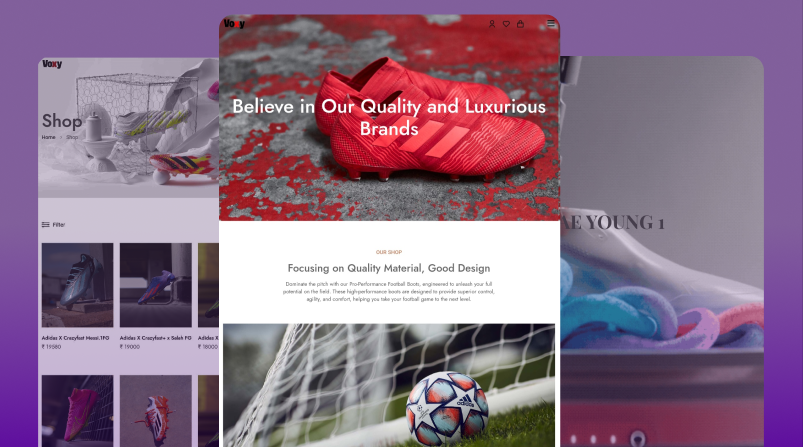 Voxy
Shop
Home
Shop
Filter
Adidas X Crazyfast Messi.1FG
₹ 19580
Adidas X Crazyfast+ x Salah FG
₹ 19000
Adidas X
₹ 18000
Voxy
Believe in Our Quality and Luxurious
Brands
OUR SHOP
Focusing on Quality Material, Good Design
Dominate the pitch with our Pro-Performance Football Boots, engineered to unleash your full
potential on the field. These high-performance boots are designed to provide superior control,
agility, and comfort, helping you take your football game to the next level.
adidas
AE YOUNG 1